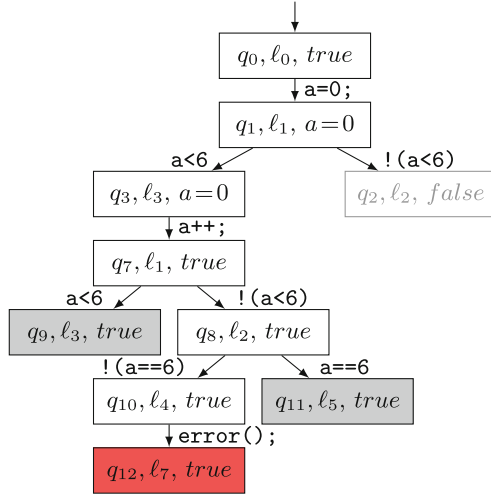 q₀, ℓ₀, true
a=0;
q₁, ℓ₁, a=0
a<6
!(a<6)
q₃, ℓ₃, a=0
q₂, ℓ₂, false
a++;
q₇, ℓ₁, true
a<6
!(a<6)
q₉, ℓ₃, true
q₈, ℓ₂, true
!(a==6)
a==6
q₁₀, ℓ₄, true
q₁₁, ℓ₅, true
error();
q₁₂, ℓ₇, true